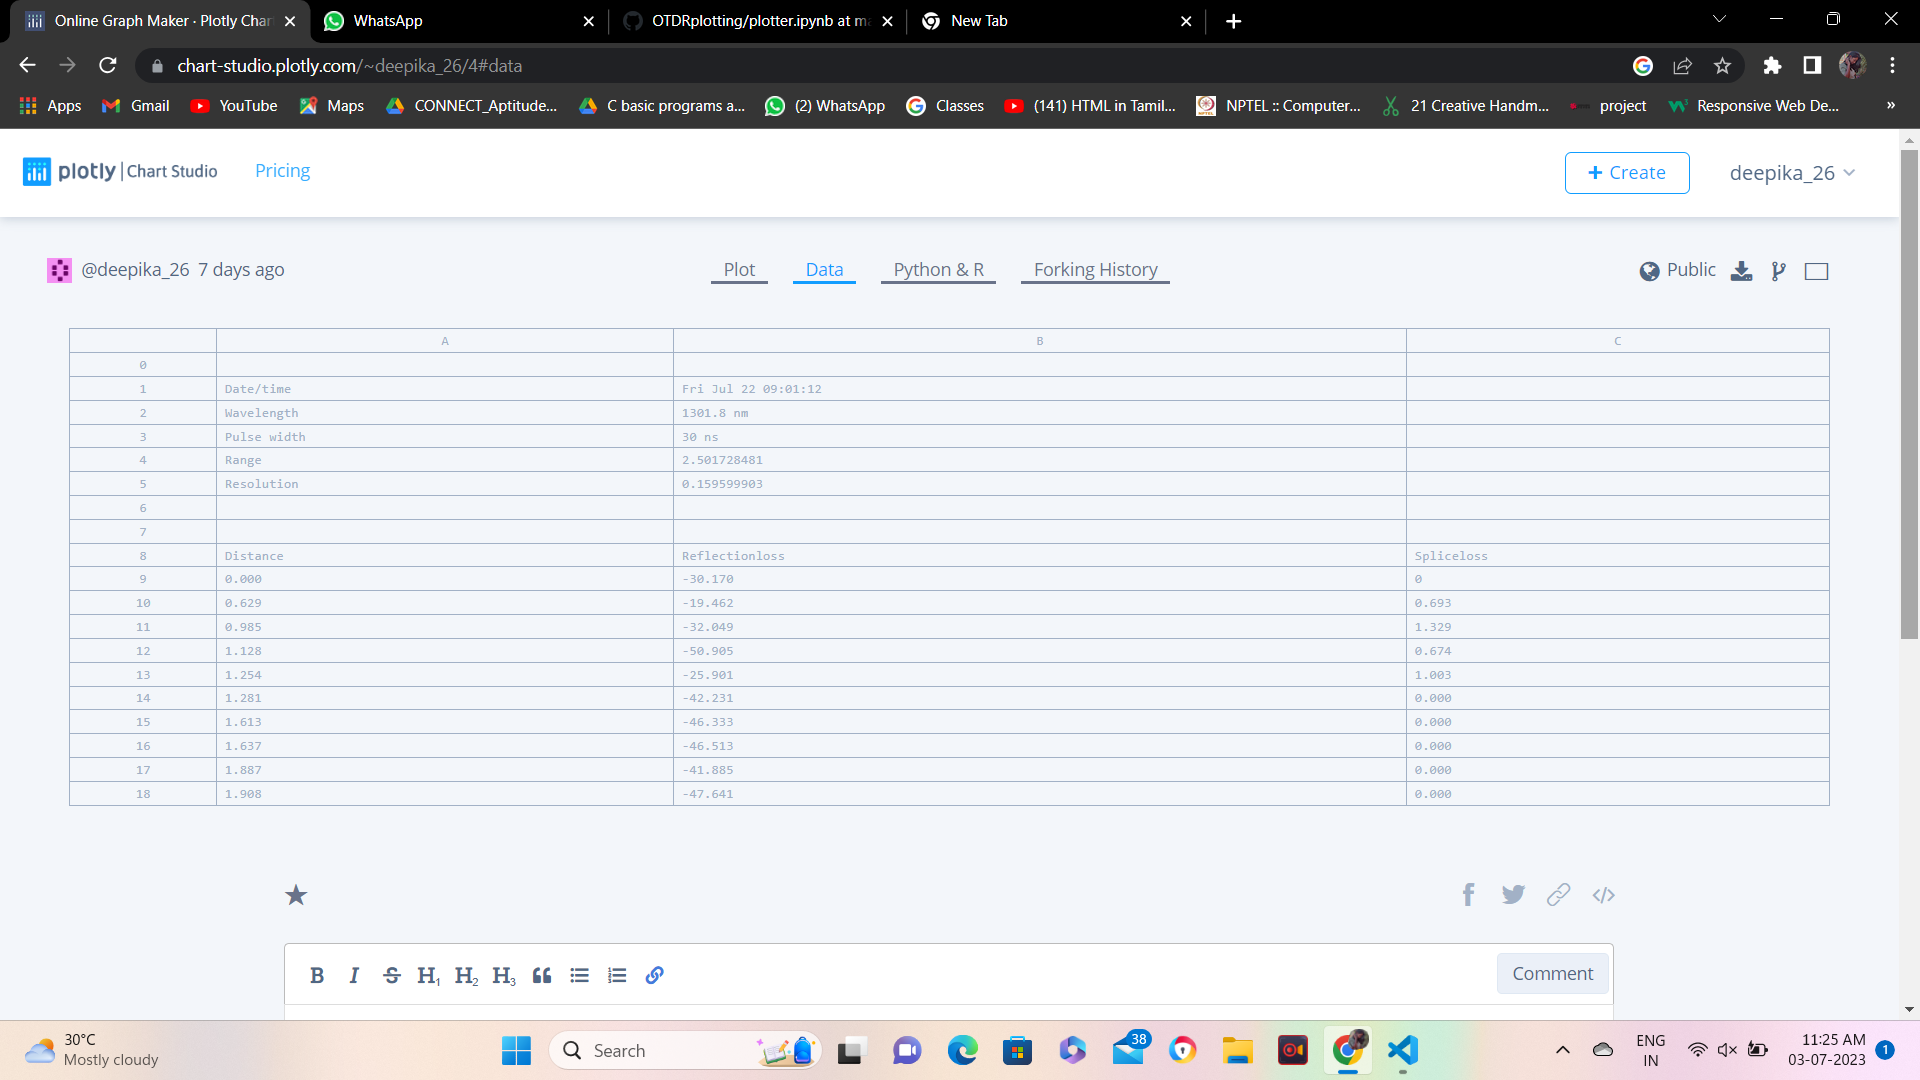 Online Graph Maker · Plotly Char
WhatsApp
OTDRplotting/plotter.ipynb at ma
New Tab
chart-studio.plotly.com/~deepika_26/4#data
Apps Gmail YouTube Maps CONNECT_Aptitude... C basic programs a... (2) WhatsApp Classes (141) HTML in Tamil... NPTEL :: Computer... 21 Creative Handm... project Responsive Web De... »
plotly | Chart Studio Pricing + Create deepika_26
@deepika_26 7 days ago Plot Data Python & R Forking History Public
A B C
0
1 Date/time Fri Jul 22 09:01:12
2 Wavelength 1301.8 nm
3 Pulse width 30 ns
4 Range 2.501728481
5 Resolution 0.159599903
6
7
8 Distance Reflectionloss Spliceloss
9 0.000 -30.170 0
10 0.629 -19.462 0.693
11 0.985 -32.049 1.329
12 1.128 -50.905 0.674
13 1.254 -25.901 1.003
14 1.281 -42.231 0.000
15 1.613 -46.333 0.000
16 1.637 -46.513 0.000
17 1.887 -41.885 0.000
18 1.908 -47.641 0.000
B I S H1 H2 H3 Comment
30°C
Mostly cloudy
Search
38
ENG
IN
11:25 AM
03-07-2023
1